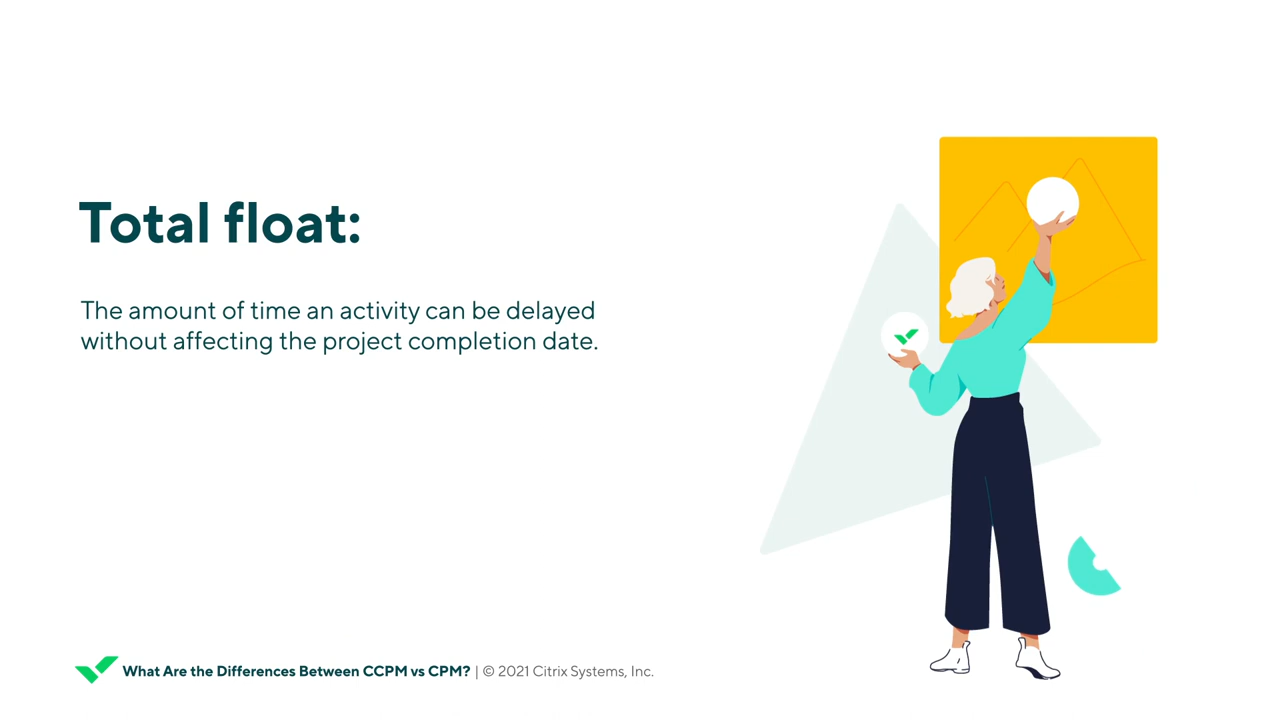 Total float:
The amount of time an activity can be delayed
without affecting the project completion date.
What Are the Differences Between CCPM vs CPM? | © 2021 Citrix Systems, Inc.